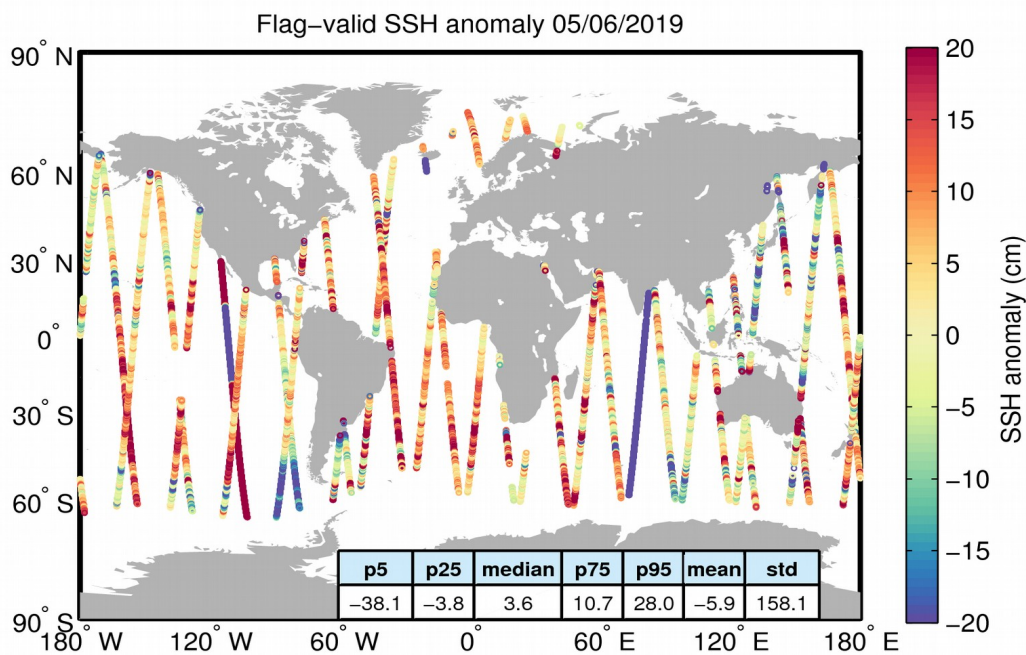 Flag−valid SSH anomaly 05/06/2019
90° N
60° N
30° N
0°
30° S
60° S
90° S
180° W 120° W 60° W 0° 60° E 120° E 180° E
p5 p25 median p75 p95 mean std
−38.1 −3.8 3.6 10.7 28.0 −5.9 158.1
20
15
10
5
0
−5
−10
−15
−20
SSH anomaly (cm)